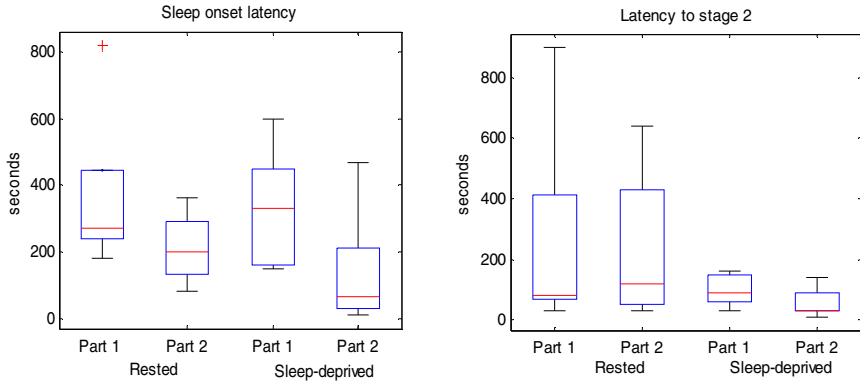 Sleep onset latency
800
600
400
200
0
seconds
Part 1 Part 2 Part 1 Part 2
Rested Sleep-deprived
Latency to stage 2
800
600
400
200
0
seconds
Part 1 Part 2 Part 1 Part 2
Rested Sleep-deprived